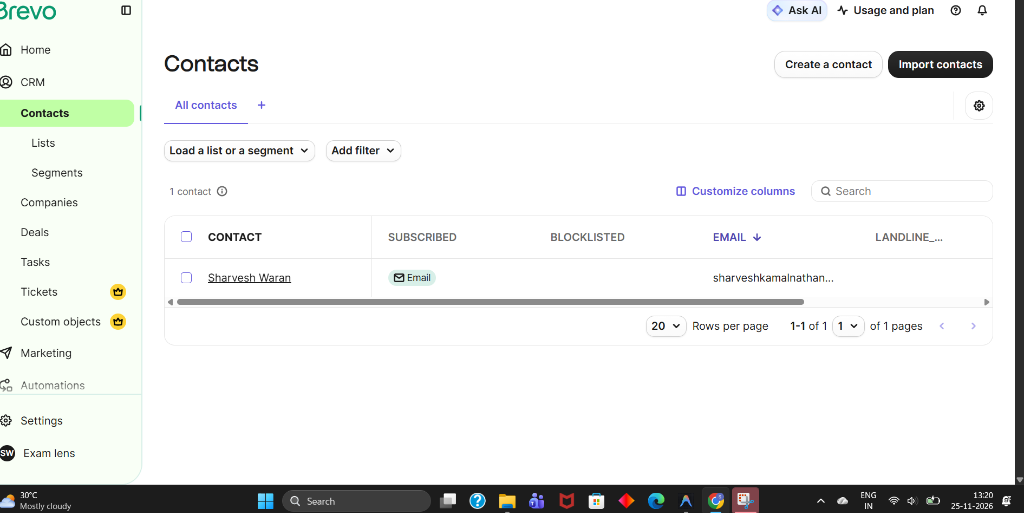 Brevo
Ask AI
Usage and plan
Home
CRM
Contacts
Lists
Segments
Companies
Deals
Tasks
Tickets
Custom objects
Marketing
Automations
Settings
SW Exam lens
Contacts
Create a contact
Import contacts
All contacts +
Load a list or a segment
Add filter
1 contact
Customize columns
Search
CONTACT SUBSCRIBED BLOCKLISTED EMAIL LANDLINE_...
Sharvesh Waran Email sharveshkamalnathan...
20 Rows per page 1-1 of 1 1 of 1 pages
30°C
Mostly cloudy
Search
ENG
IN
13:20
25-11-2026